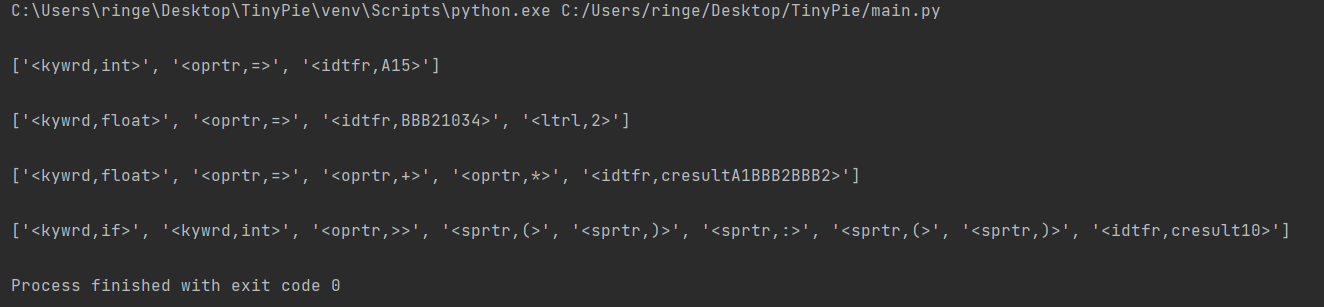 C:\Users\ringe\Desktop\TinyPie\venv\Scripts\python.exe C:/Users/ringe/Desktop/TinyPie/main.py
['<kywrd,int>', '<oprtr,=>', '<idtfr,A15>']
['<kywrd,float>', '<oprtr,=>', '<idtfr,BBB21034>', '<ltrl,2>']
['<kywrd,float>', '<oprtr,=>', '<oprtr,+>', '<oprtr,*>', '<idtfr,cresultA1BBB2BBB2>']
['<kywrd,if>', '<kywrd,int>', '<oprtr,>>', '<sprtr,(>', '<sprtr,)>', '<sprtr,:>', '<sprtr,(>', '<sprtr,)>', '<idtfr,cresult10>']
Process finished with exit code 0